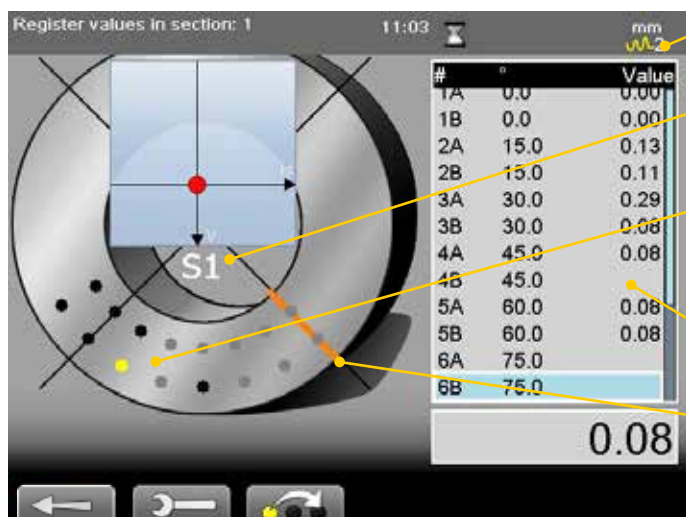 Register values in section: 1
11:03
mm
2
# ° Value
1A 0.0 0.00
1B 0.0 0.00
2A 15.0 0.13
2B 15.0 0.11
3A 30.0 0.29
3B 30.0 0.08
4A 45.0 0.08
4B 45.0
5A 60.0 0.08
5B 60.0 0.08
6A 75.0
6B 75.0
S1
0.08